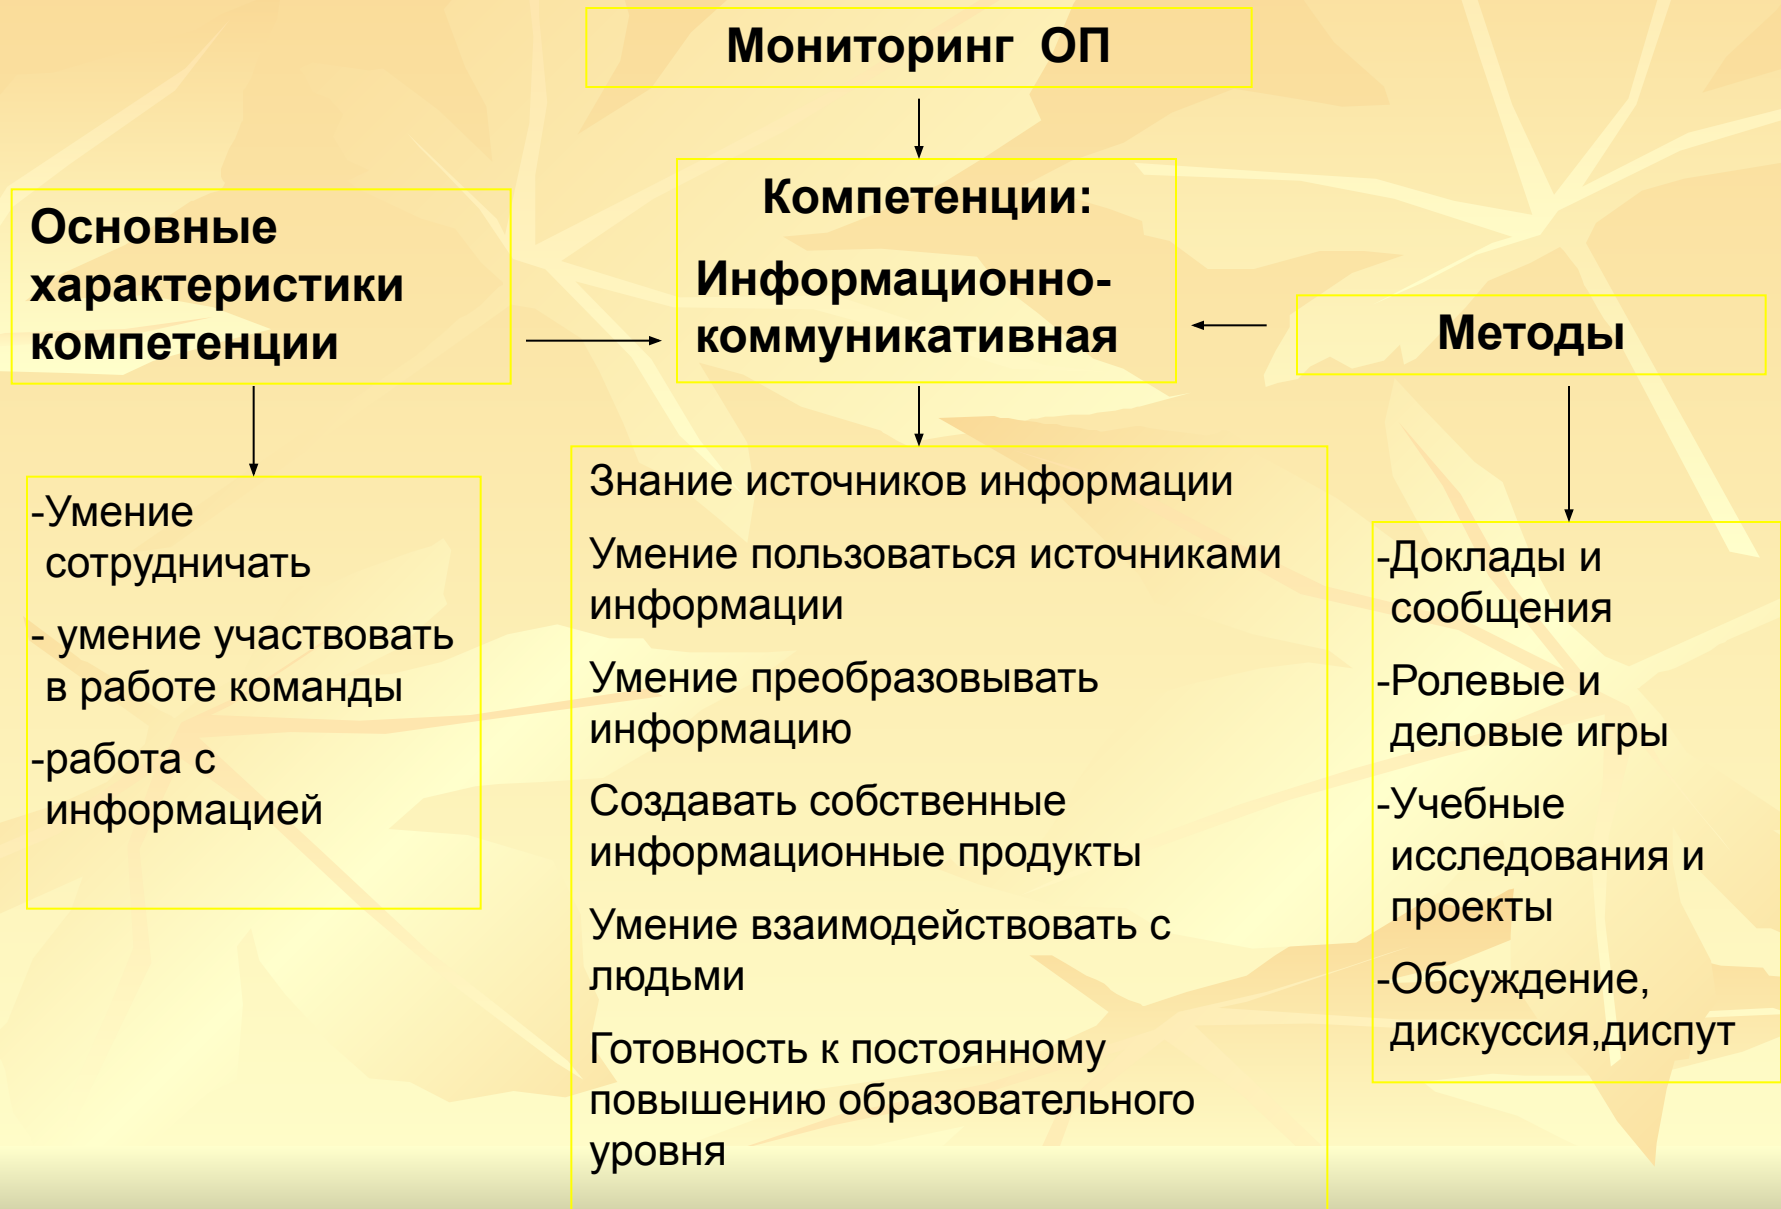 Мониторинг ОП
Основные
характеристики
компетенции
Компетенции:
Информационно-
коммуникативная
Методы
-Умение
сотрудничать
- умение участвовать
в работе команды
-работа с
информацией
Знание источников информации
Умение пользоваться источниками
информации
Умение преобразовывать
информацию
Создавать собственные
информационные продукты
Умение взаимодействовать с
людьми
Готовность к постоянному
повышению образовательного
уровня
-Доклады и
сообщения
-Ролевые и
деловые игры
-Учебные
исследования и
проекты
-Обсуждение,
дискуссия,диспут